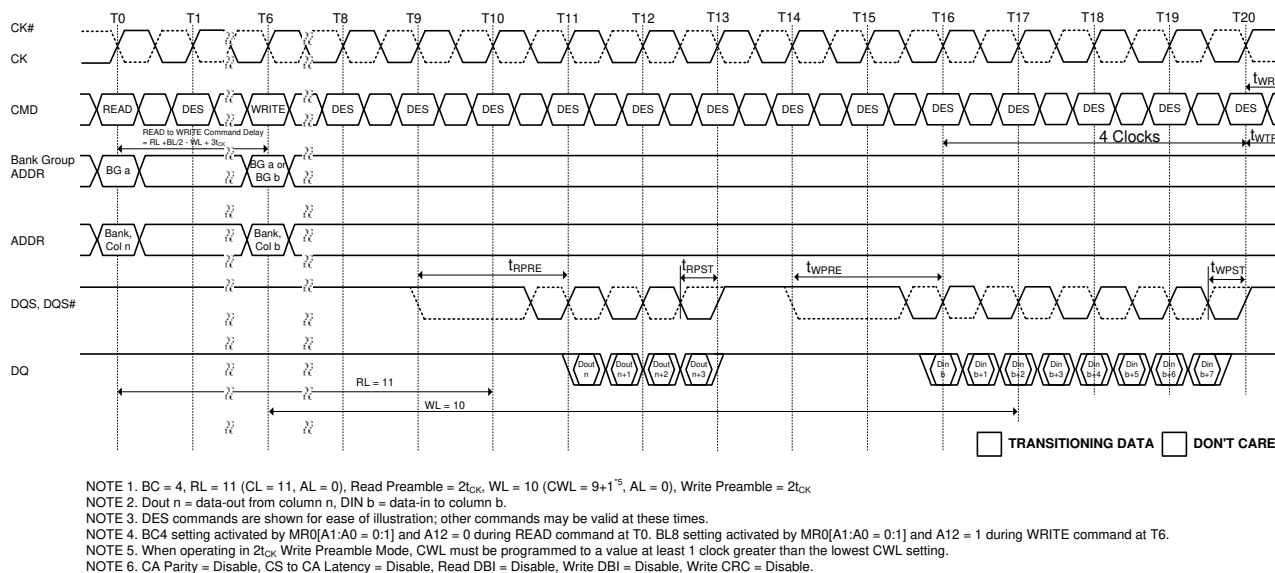 T0 T1 T6 T8 T9 T10 T11 T12 T13 T14 T15 T16 T17 T18 T19 T20
CK#
CK
tWR
CMD READ DES WRITE DES DES DES DES DES DES DES DES DES DES DES DES DES
READ to WRITE Command Delay
= RL +BL/2 - WL + 3tCK
4 Clocks
tWTR
Bank Group
ADDR
BG a
BG a or
BG b
ADDR
Bank,
Col n
Bank,
Col b
tRPRE tRPST tWPRE tWPST
DQS, DQS#
DQ
Dout
n
Dout
n+1
Dout
n+2
Dout
n+3
Din
b
Din
b+1
Din
b+2
Din
b+3
Din
b+4
Din
b+5
Din
b+6
Din
b+7
RL = 11
WL = 10
TRANSITIONING DATA DON'T CARE
NOTE 1. BC = 4, RL = 11 (CL = 11, AL = 0), Read Preamble = 2tCK, WL = 10 (CWL = 9+1*5, AL = 0), Write Preamble = 2tCK
NOTE 2. Dout n = data-out from column n, DIN b = data-in to column b.
NOTE 3. DES commands are shown for ease of illustration; other commands may be valid at these times.
NOTE 4. BC4 setting activated by MR0[A1:A0 = 0:1] and A12 = 0 during READ command at T0. BL8 setting activated by MR0[A1:A0 = 0:1] and A12 = 1 during WRITE command at T6.
NOTE 5. When operating in 2tCK Write Preamble Mode, CWL must be programmed to a value at least 1 clock greater than the lowest CWL setting.
NOTE 6. CA Parity = Disable, CS to CA Latency = Disable, Read DBI = Disable, Write DBI = Disable, Write CRC = Disable.